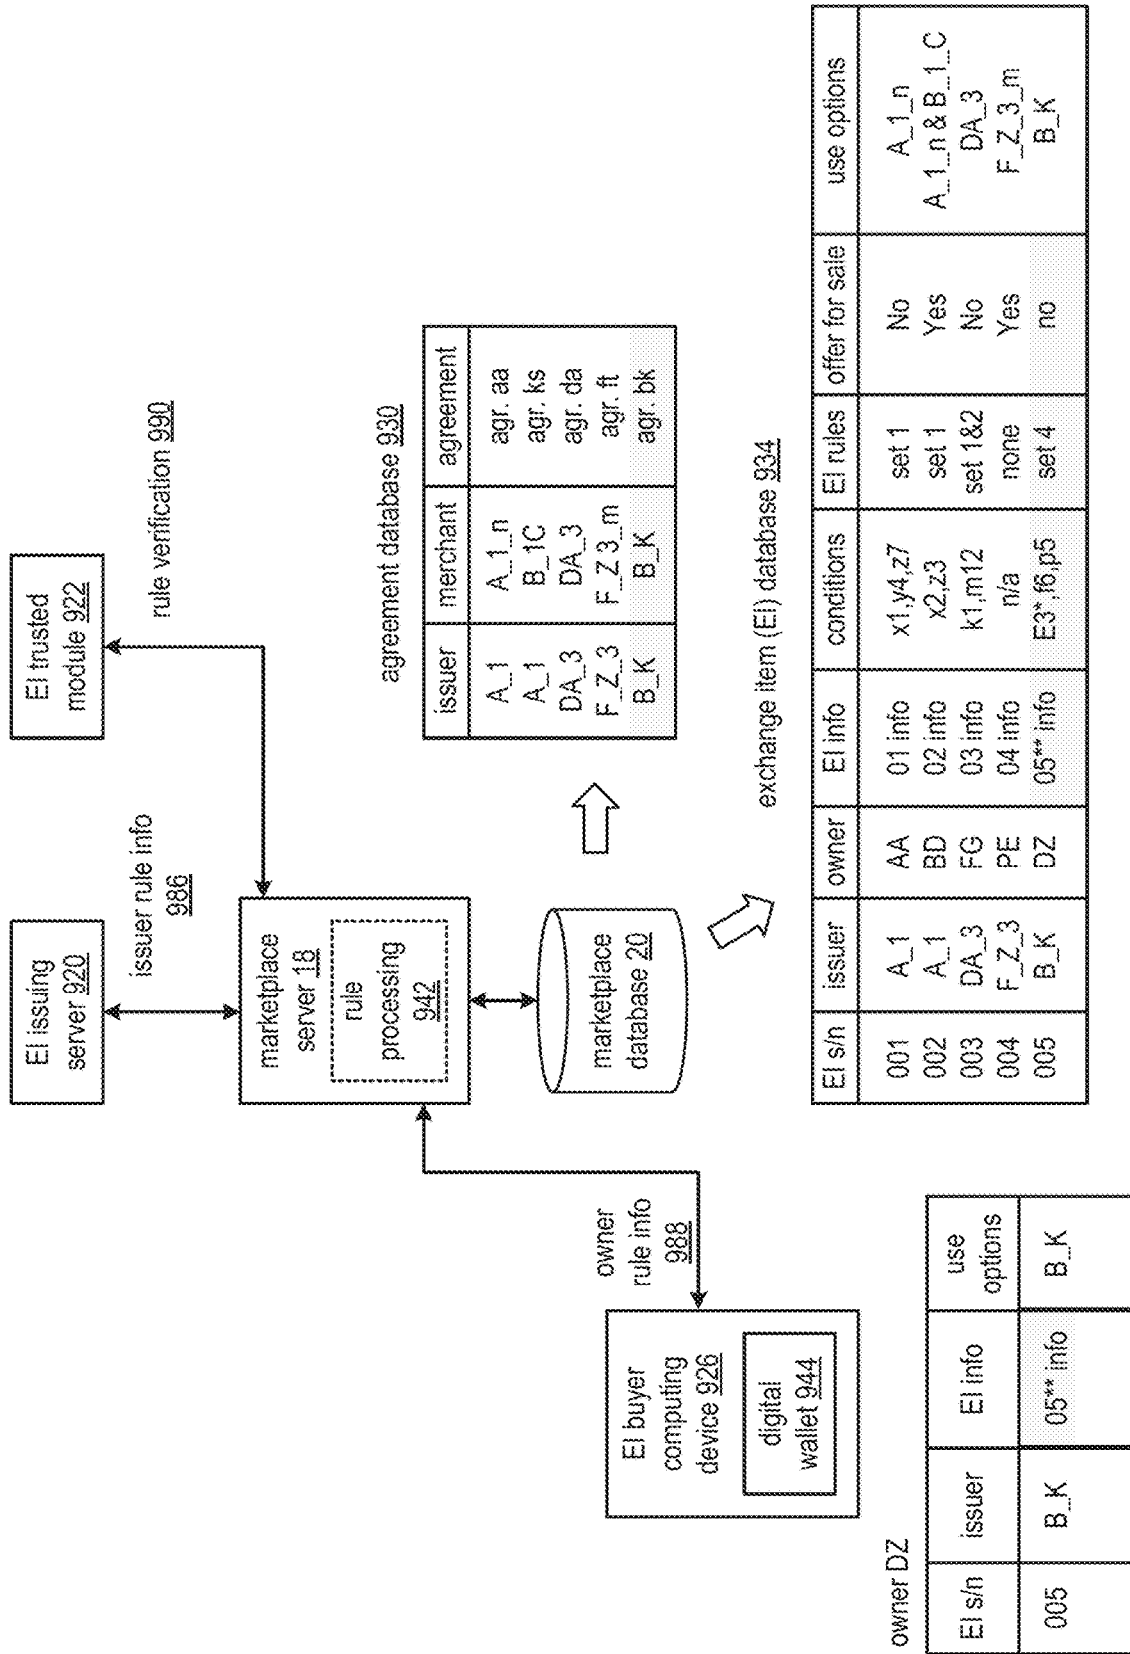 EI issuing
server 920
EI trusted
module 922
issuer rule info
986
rule verification 990
marketplace
server 18
rule
processing
942
marketplace
database 20
owner
rule info
988
EI buyer
computing
device 926
digital
wallet 944
agreement database 930
issuer merchant agreement
A_1 A_1_n agr. aa
A_1 B_1C agr. ks
DA_3 DA_3 agr. da
F_Z_3 F_Z 3_m agr. ft
B_K B_K agr. bk
exchange item (EI) database 934
EI s/n issuer owner EI info conditions EI rules offer for sale use options
001 A_1 AA 01 info x1,y4,z7 set 1 No A_1_n
002 A_1 BD 02 info x2,z3 set 1 Yes A_1_n & B_1_C
003 DA_3 FG 03 info k1,m12 set 1&2 No DA_3
004 F_Z_3 PE 04 info n/a none Yes F_Z_3_m
005 B_K DZ 05** info E3*,f6,p5 set 4 no B_K
owner DZ
EI s/n issuer EI info use
options
005 B_K 05** info B_K